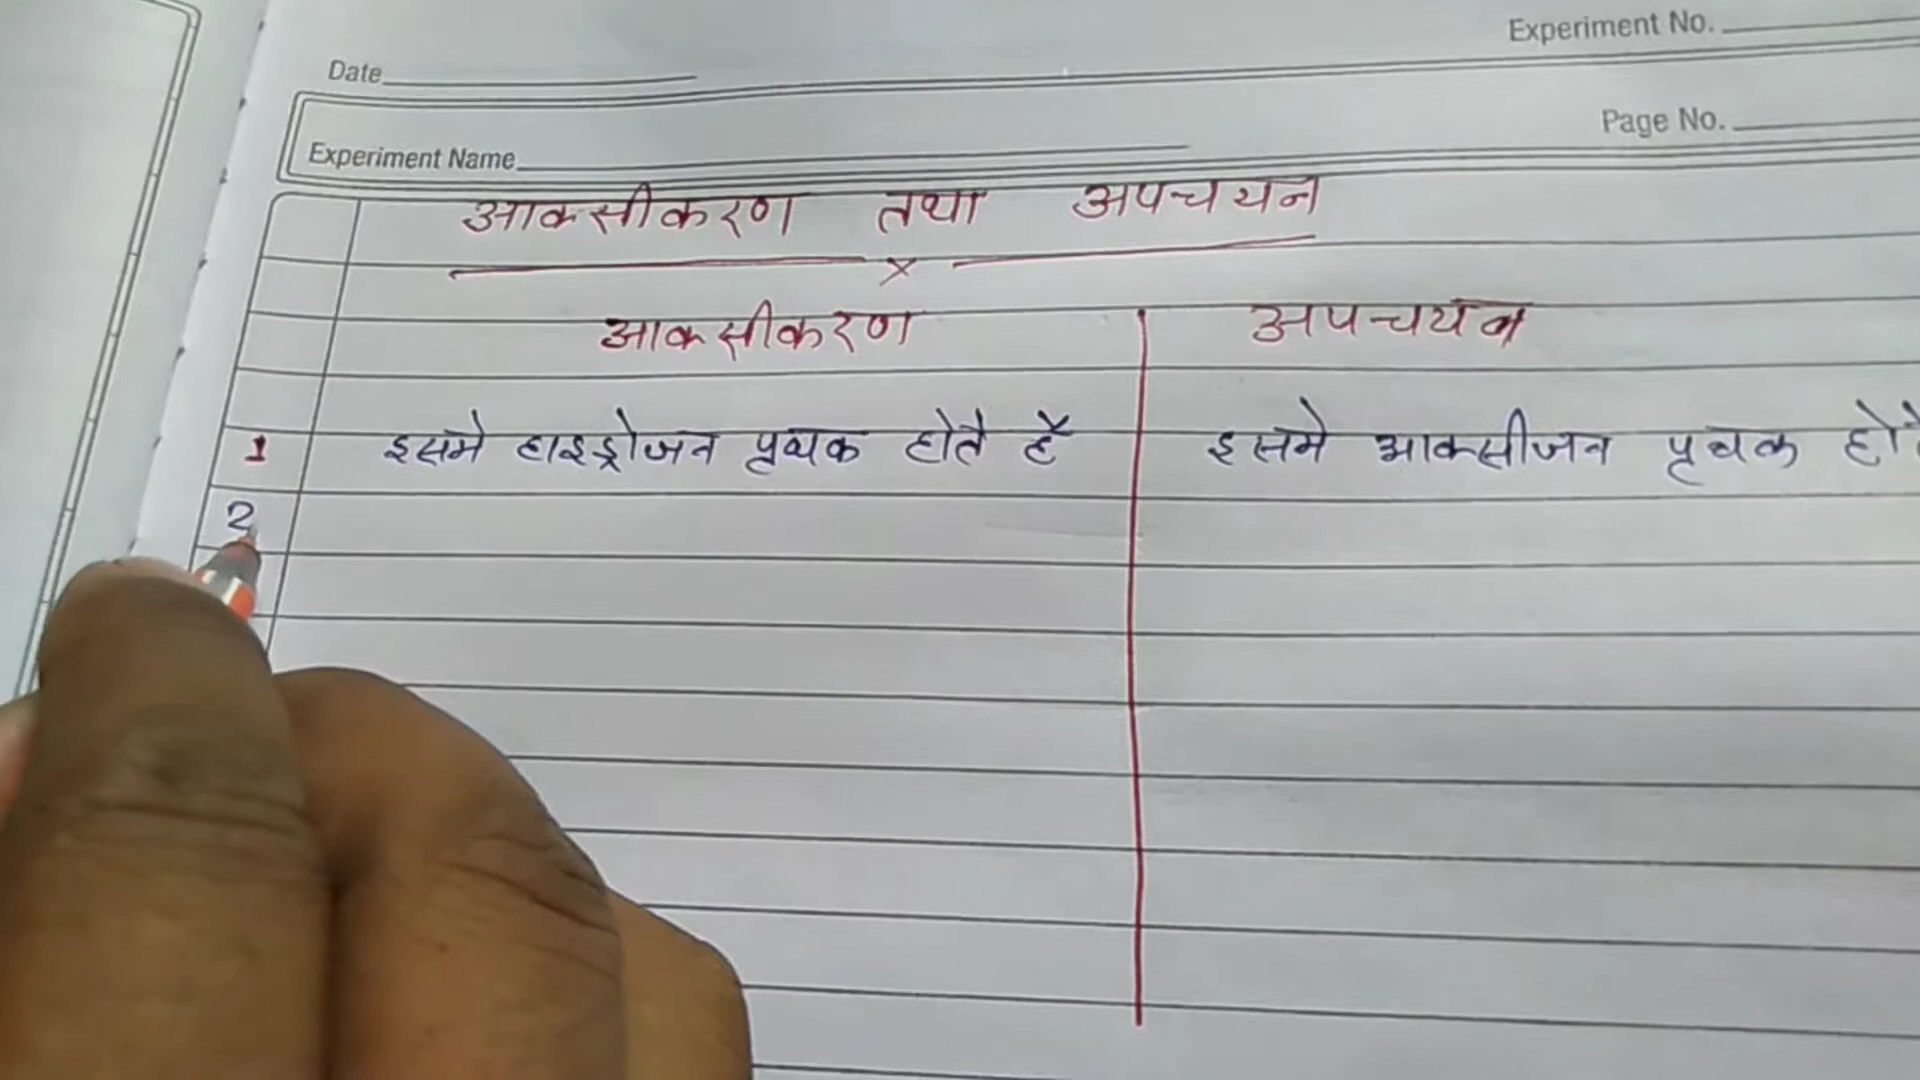 Experiment No.
Date
Page No.
Experiment Name
आक्सीकरण तथा अपचयन
आक्सीकरण अपचयन
1 इसमे हाइड्रोजन पृथक होते है इसमे आक्सीजन पृथक
2